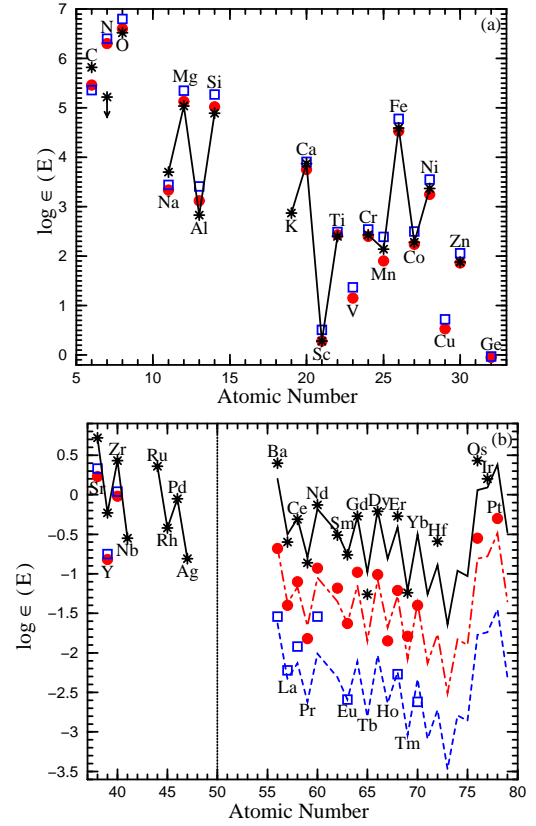 (a)
7
6
5
4
3
2
1
0
log ϵ (E)
C
N
O
Mg
Si
Na
Al
Ca
K
Sc
Ti
V
Cr
Mn
Fe
Co
Ni
Cu
Zn
Ge
5 10 15 20 25 30
Atomic Number
(b)
0.5
0
−0.5
−1
−1.5
−2
−2.5
−3
−3.5
log ϵ (E)
Sr
Zr
Y
Nb
Ru
Rh
Pd
Ag
Ba
Ce
Nd
Sm
Gd
Dy
Er
Yb
Hf
Os
Ir
Pt
La
Pr
Eu
Tb
Ho
Tm
40 45 50 55 60 65 70 75 80
Atomic Number